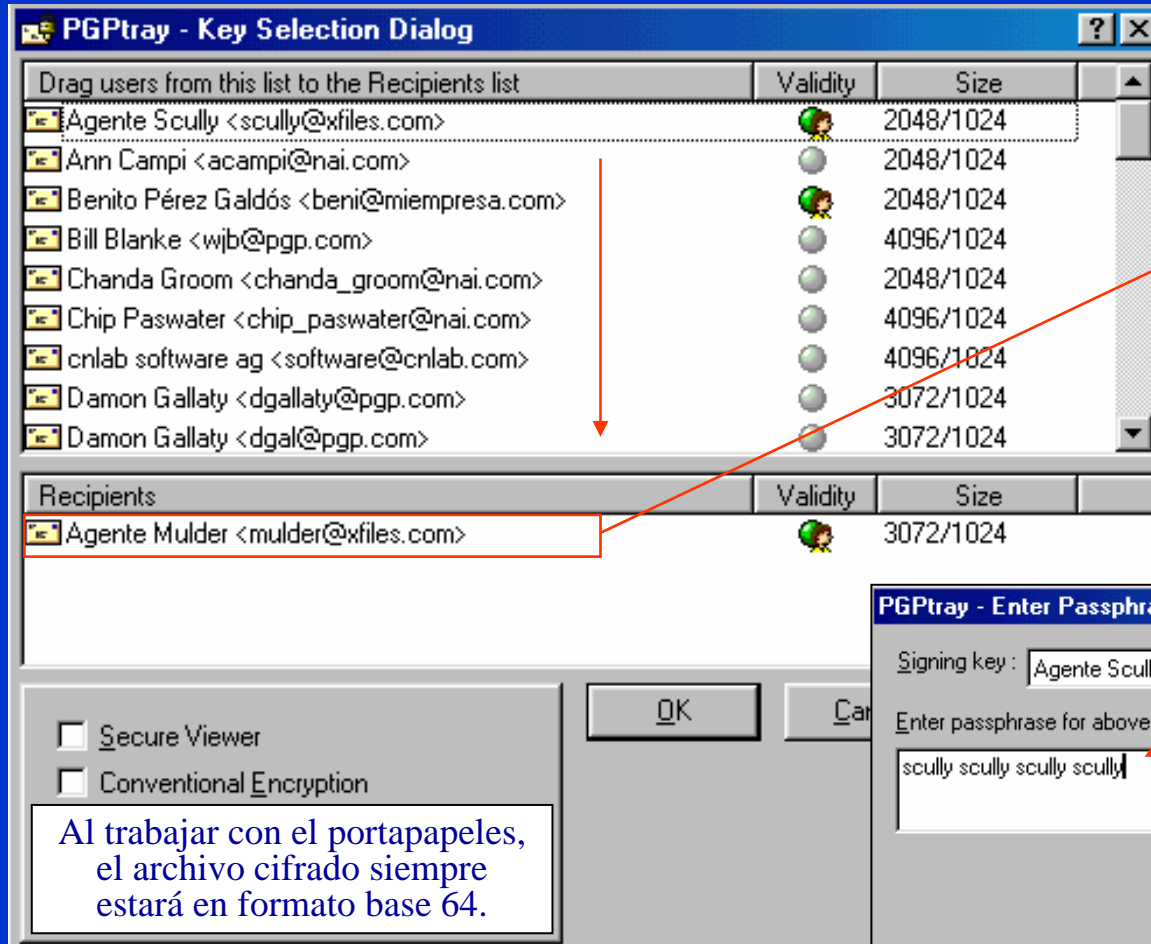 PGPtray - Key Selection Dialog
Drag users from this list to the Recipients list Validity Size
Agente Scully <scully@xfiles.com> 2048/1024
Ann Campi <acampi@nai.com> 2048/1024
Benito Pérez Galdós <beni@miempresa.com> 2048/1024
Bill Blanke <wjb@pgp.com> 4096/1024
Chanda Groom <chanda_groom@nai.com> 2048/1024
Chip Paswater <chip_paswater@nai.com> 4096/1024
cnlab software ag <software@cnlab.com> 4096/1024
Damon Gallaty <dgallaty@pgp.com> 3072/1024
Damon Gallaty <dgal@pgp.com> 3072/1024
Recipients Validity Size
Agente Mulder <mulder@xfiles.com> 3072/1024
PGPtray - Enter Passphra
Signing key : Agente Scull
Enter passphrase for above
scully scully scully scully
OK Can
Secure Viewer
Conventional Encryption
Al trabajar con el portapapeles,
el archivo cifrado siempre
estará en formato base 64.